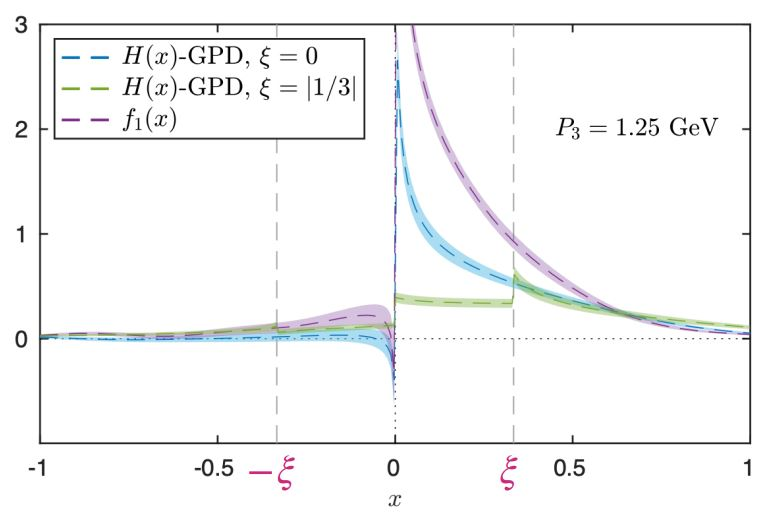 3
H(x)-GPD, ξ = 0
H(x)-GPD, ξ = |1/3|
f₁(x)
2
P₃ = 1.25 GeV
1
0
-1 -0.5 −ξ 0 ξ 0.5 1
x